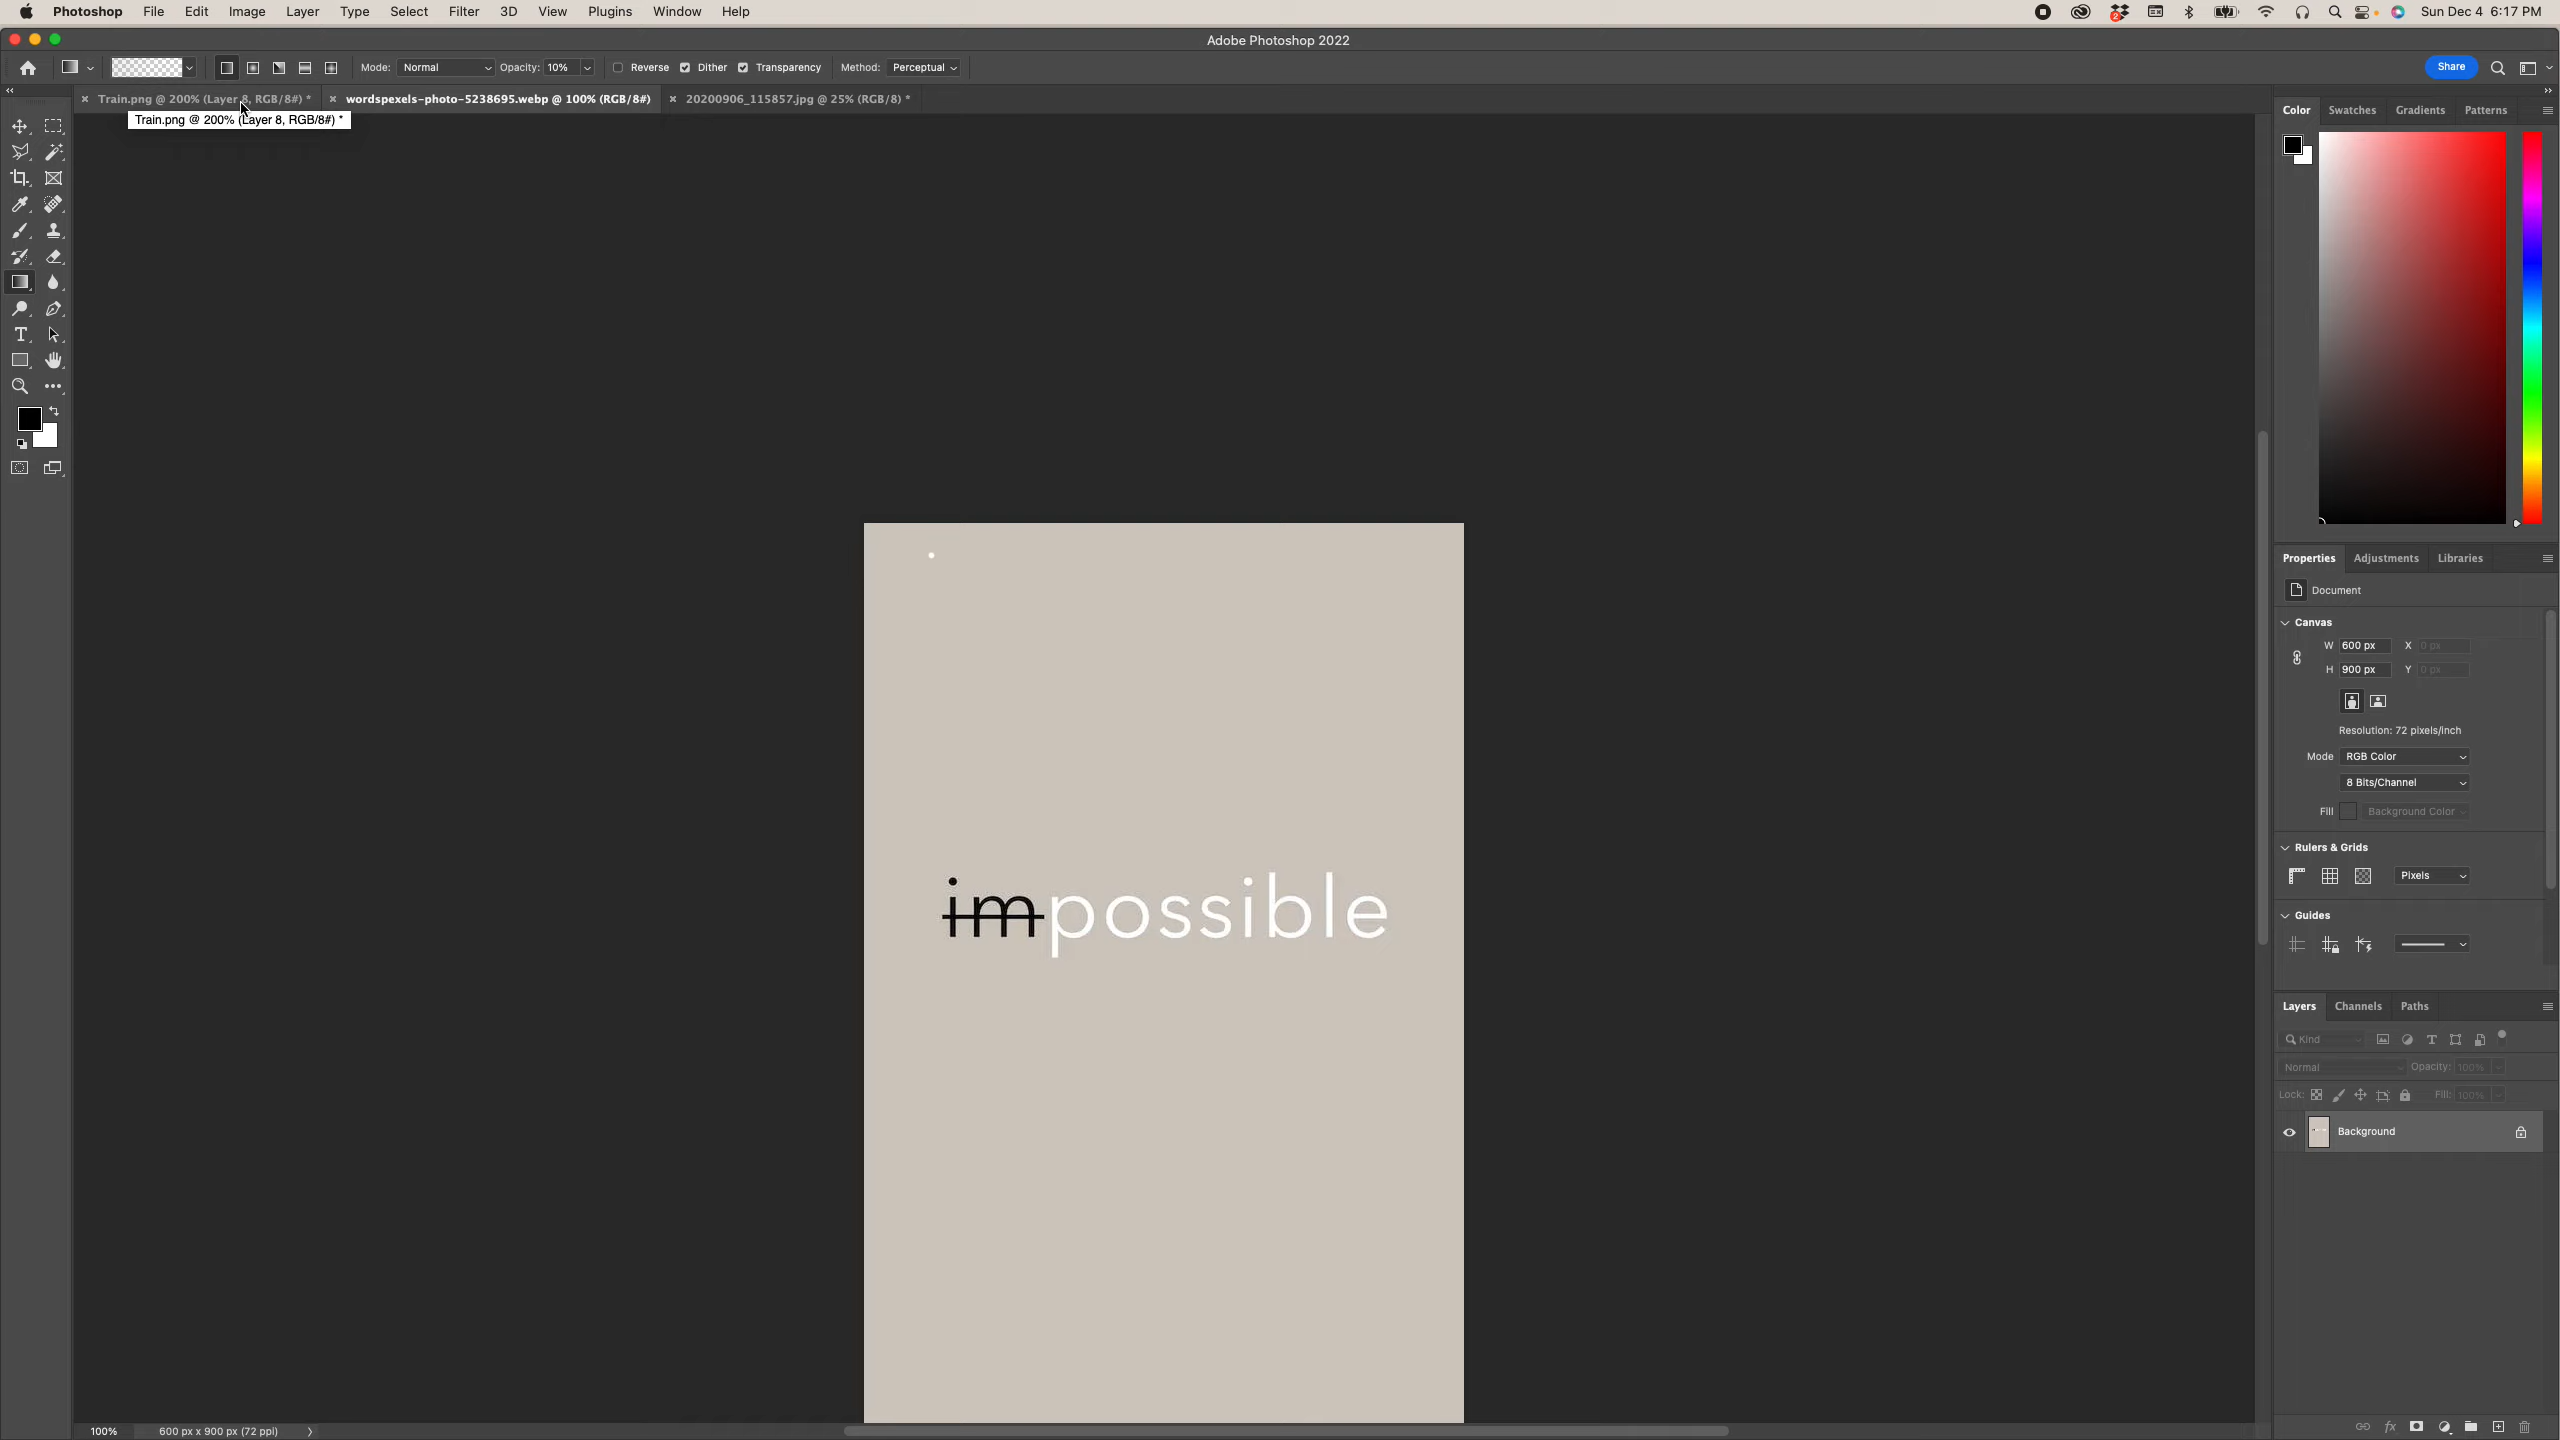 Photoshop File Edit Image Layer Type Select Filter 3D View Plugins Window Help Sun Dec 4 6:17 PM
Adobe Photoshop 2022
Mode: Normal Opacity: 10% Reverse Dither Transparency Method: Perceptual Share
Train.png @ 200% (Layer 8, RGB/8#) * wordspexels-photo-5238695.webp @ 100% (RGB/8#) 20200906_115857.jpg @ 25% (RGB/8) *
Train.png @ 200% (Layer 8, RGB/8#) *
Color Swatches Gradients Patterns
Properties Adjustments Libraries
Document
Canvas
W 600 px X 0 px
H 900 px Y 0 px
Resolution: 72 pixels/inch
Mode RGB Color
8 Bits/Channel
Fill Background Color
Rulers & Grids
Pixels
Guides
impossible
Layers Channels Paths
Kind
Normal Opacity: 100%
Lock: Fill: 100%
Background
100% 600 px x 900 px (72 ppi)